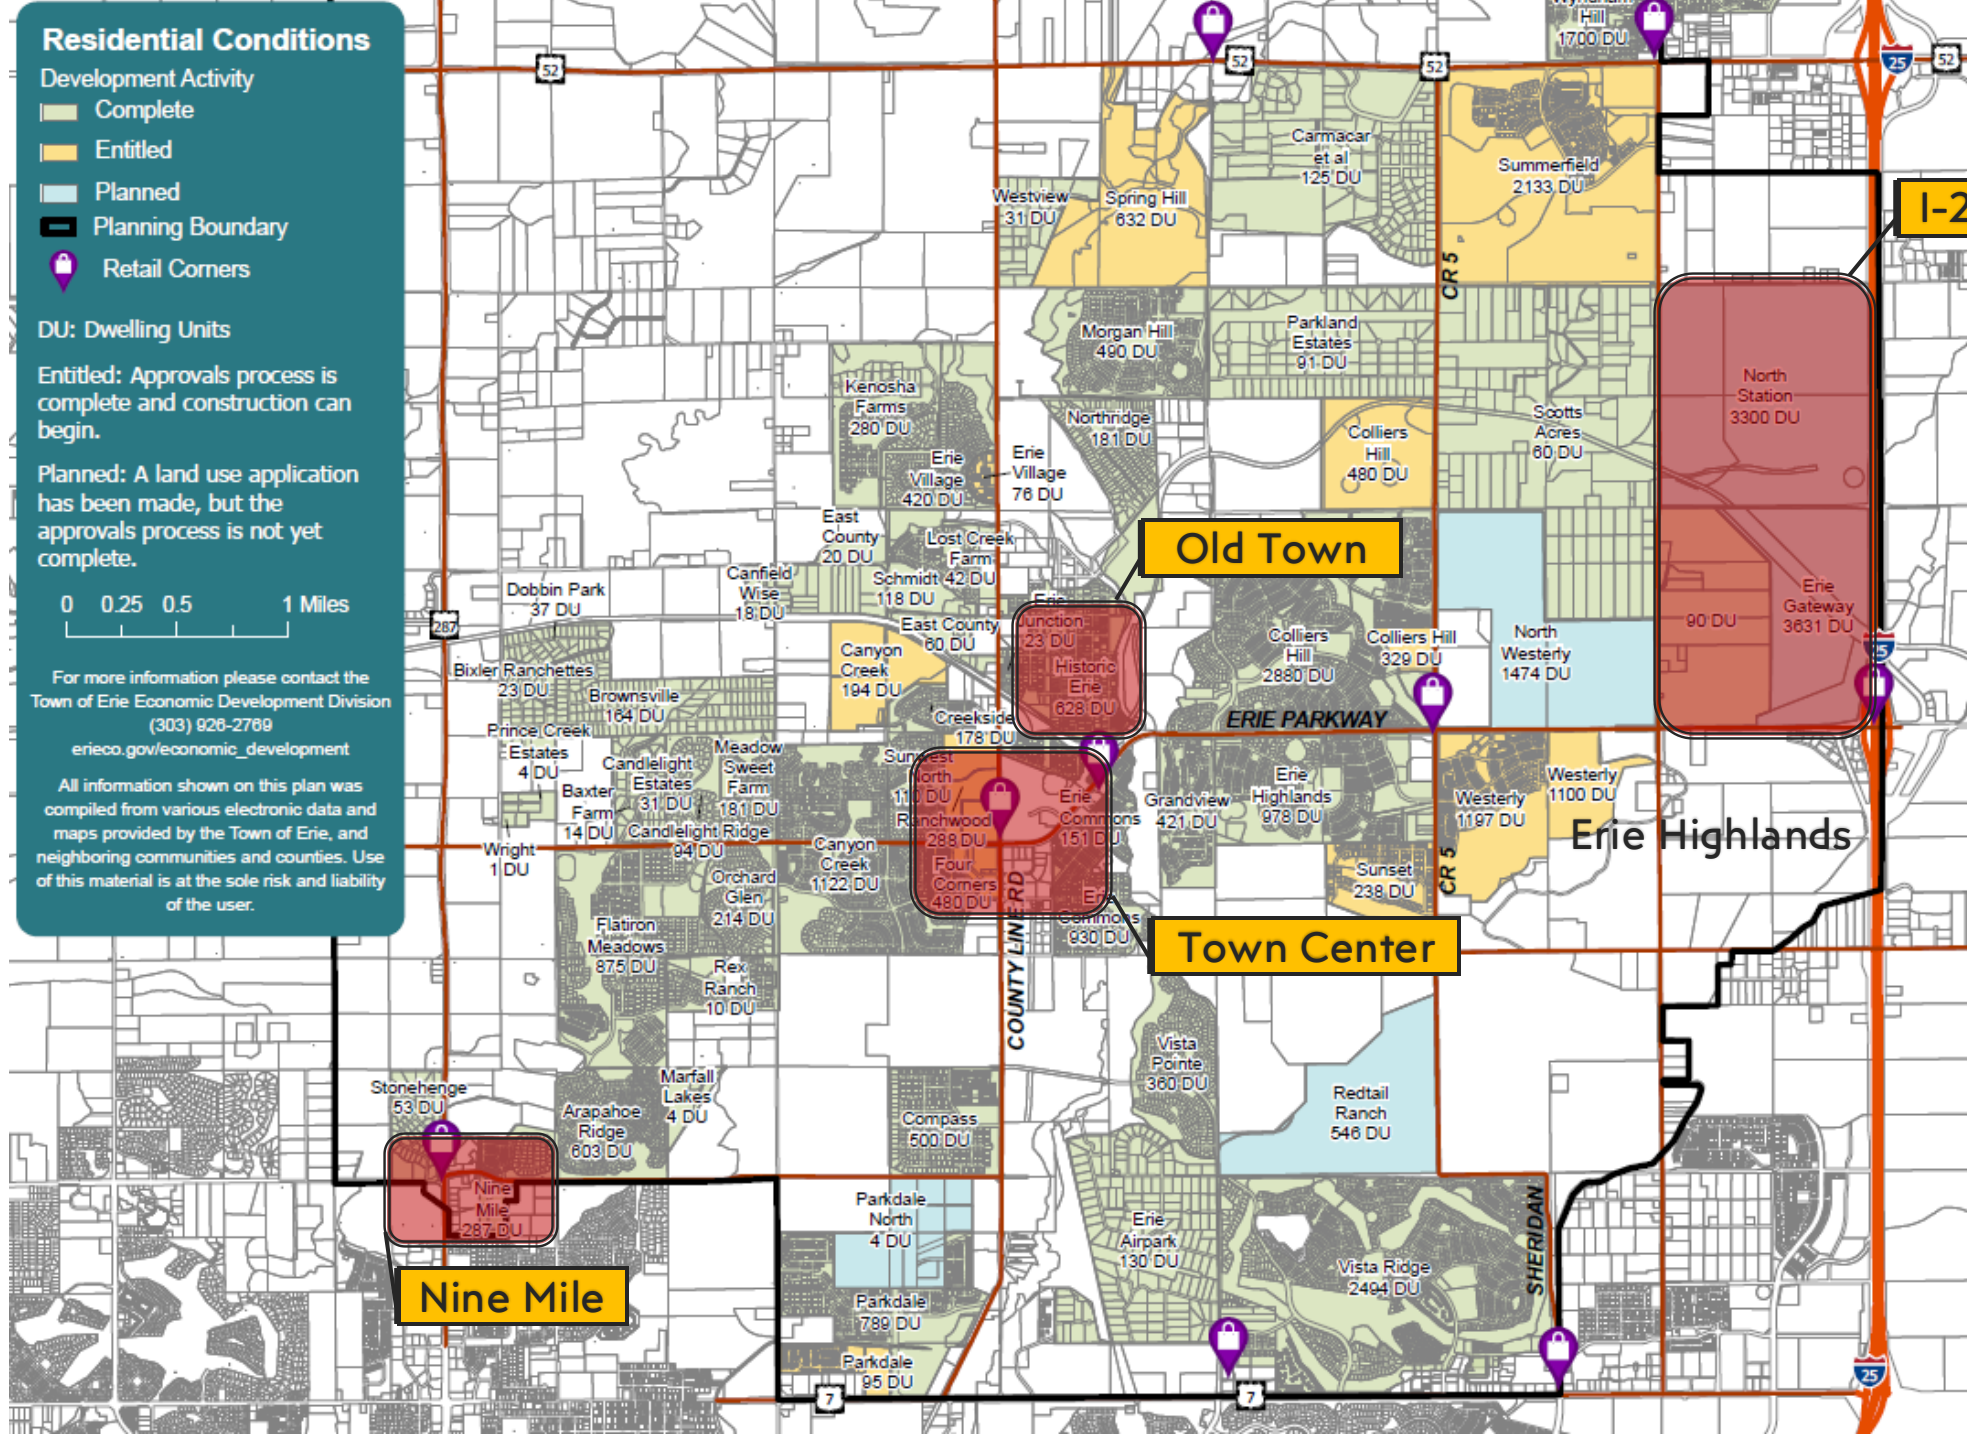 Residential Conditions
Development Activity
Complete
Entitled
Planned
Planning Boundary
Retail Corners
DU: Dwelling Units
Entitled: Approvals process is
complete and construction can
begin.
Planned: A land use application
has been made, but the
approvals process is not yet
complete.
0 0.25 0.5 1 Miles
For more information please contact the
Town of Erie Economic Development Division
(303) 926-2769
erieco.gov/economic_development
All information shown on this plan was
compiled from various electronic data and
maps provided by the Town of Erie, and
neighboring communities and counties. Use
of this material is at the sole risk and liability
of the user.
Hill
1700 DU
52
52
52
25
52
Carmacar
et al
125 DU
Summerfield
2133 DU
Westview
31 DU
Spring Hill
632 DU
I-2
CR 5
Morgan Hill
490 DU
Parkland
Estates
91 DU
North
Station
3300 DU
Kenosha
Farms
280 DU
Northridge
181 DU
Colliers
Hill
480 DU
Scotts
Acres
60 DU
Erie
Village
420 DU
Erie
Village
76 DU
East
County
20 DU
Lost Creek
Farm
42 DU
Old Town
Schmidt
118 DU
Canfield
Wise
18 DU
Dobbin Park
37 DU
287
East County
60 DU
Erie
Junction
23 DU
Historic
Erie
628 DU
Colliers
Hill
2880 DU
Colliers Hill
329 DU
North
Westerly
1474 DU
90 DU
Erie
Gateway
3631 DU
25
Canyon
Creek
194 DU
Bixler Ranchettes
23 DU
Brownsville
164 DU
Creekside
178 DU
ERIE PARKWAY
Prince Creek
Estates
4 DU
Candlelight
Estates
31 DU
Meadow
Sweet
Farm
181 DU
Sunwest
North
110 DU
Ranchwood
288 DU
Erie
Commons
151 DU
Grandview
421 DU
Erie
Highlands
978 DU
Westerly
1197 DU
Westerly
1100 DU
Erie Highlands
Baxter
Farm
14 DU
Candlelight Ridge
94 DU
Wright
1 DU
Canyon
Creek
1122 DU
Four
Corners
480 DU
Sunset
238 DU
CR 5
Orchard
Glen
214 DU
Erie
Commons
930 DU
Town Center
Flatiron
Meadows
875 DU
Rex
Ranch
10 DU
COUNTY LINE RD
Vista
Pointe
360 DU
Redtail
Ranch
546 DU
Stonehenge
53 DU
Marfall
Lakes
4 DU
Arapahoe
Ridge
603 DU
Compass
500 DU
Nine
Mile
287 DU
Nine Mile
Parkdale
North
4 DU
Erie
Airpark
130 DU
Vista Ridge
2494 DU
SHERIDAN
Parkdale
789 DU
Parkdale
95 DU
7
7
25